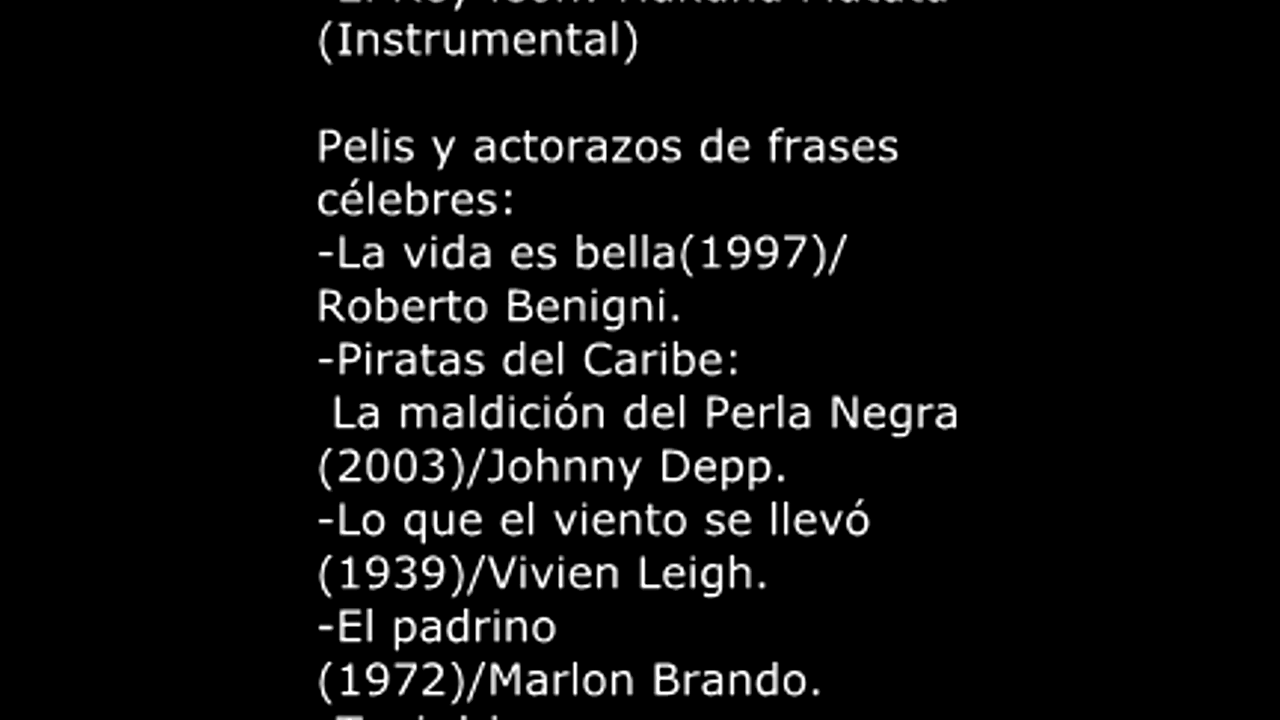 (Instrumental)
Pelis y actorazos de frases
célebres:
-La vida es bella(1997)/
Roberto Benigni.
-Piratas del Caribe:
La maldición del Perla Negra
(2003)/Johnny Depp.
-Lo que el viento se llevó
(1939)/Vivien Leigh.
-El padrino
(1972)/Marlon Brando.